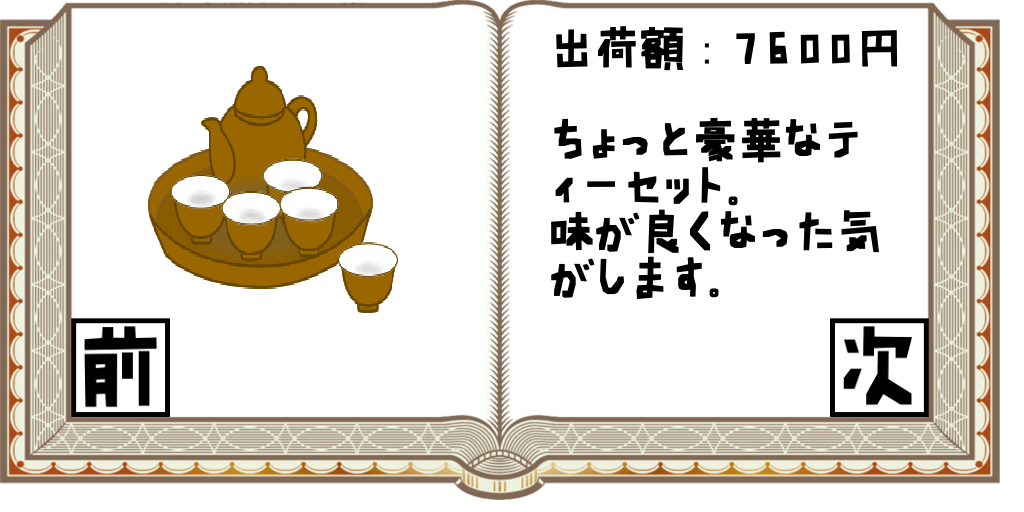 出荷額：７６００円
ちょっと豪華なテ
ィーセット。
味が良くなった気
がします。
前
次